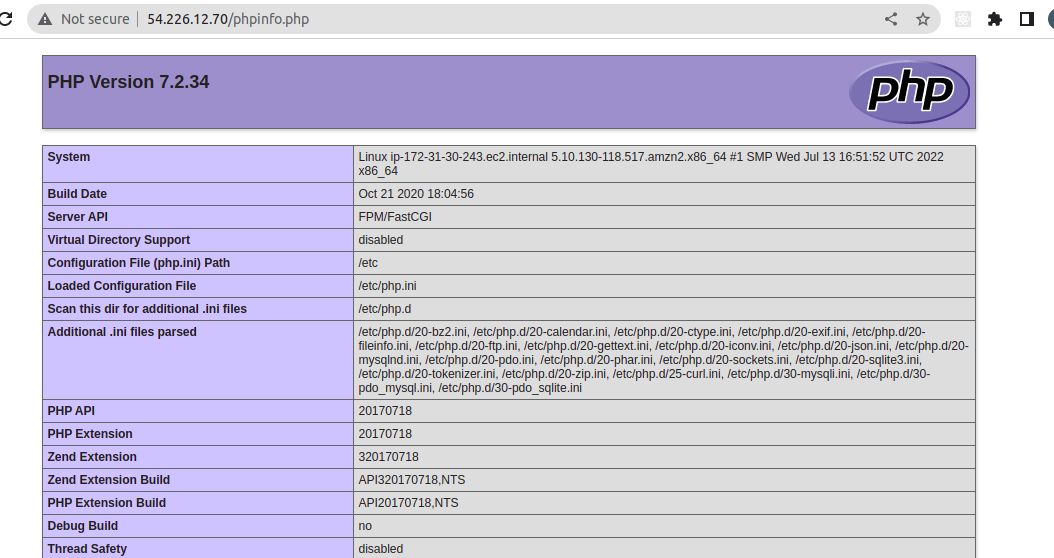 Not secure 54.226.12.70/phpinfo.php
PHP Version 7.2.34
php
System Linux ip-172-31-30-243.ec2.internal 5.10.130-118.517.amzn2.x86_64 #1 SMP Wed Jul 13 16:51:52 UTC 2022
x86_64
Build Date Oct 21 2020 18:04:56
Server API FPM/FastCGI
Virtual Directory Support disabled
Configuration File (php.ini) Path /etc
Loaded Configuration File /etc/php.ini
Scan this dir for additional .ini files /etc/php.d
Additional .ini files parsed /etc/php.d/20-bz2.ini, /etc/php.d/20-calendar.ini, /etc/php.d/20-ctype.ini, /etc/php.d/20-exif.ini, /etc/php.d/20-
fileinfo.ini, /etc/php.d/20-ftp.ini, /etc/php.d/20-gettext.ini, /etc/php.d/20-iconv.ini, /etc/php.d/20-json.ini, /etc/php.d/20-
mysqlnd.ini, /etc/php.d/20-pdo.ini, /etc/php.d/20-phar.ini, /etc/php.d/20-sockets.ini, /etc/php.d/20-sqlite3.ini,
/etc/php.d/20-tokenizer.ini, /etc/php.d/20-zip.ini, /etc/php.d/25-curl.ini, /etc/php.d/30-mysqli.ini, /etc/php.d/30-
pdo_mysql.ini, /etc/php.d/30-pdo_sqlite.ini
PHP API 20170718
PHP Extension 20170718
Zend Extension 320170718
Zend Extension Build API320170718,NTS
PHP Extension Build API20170718,NTS
Debug Build no
Thread Safety disabled